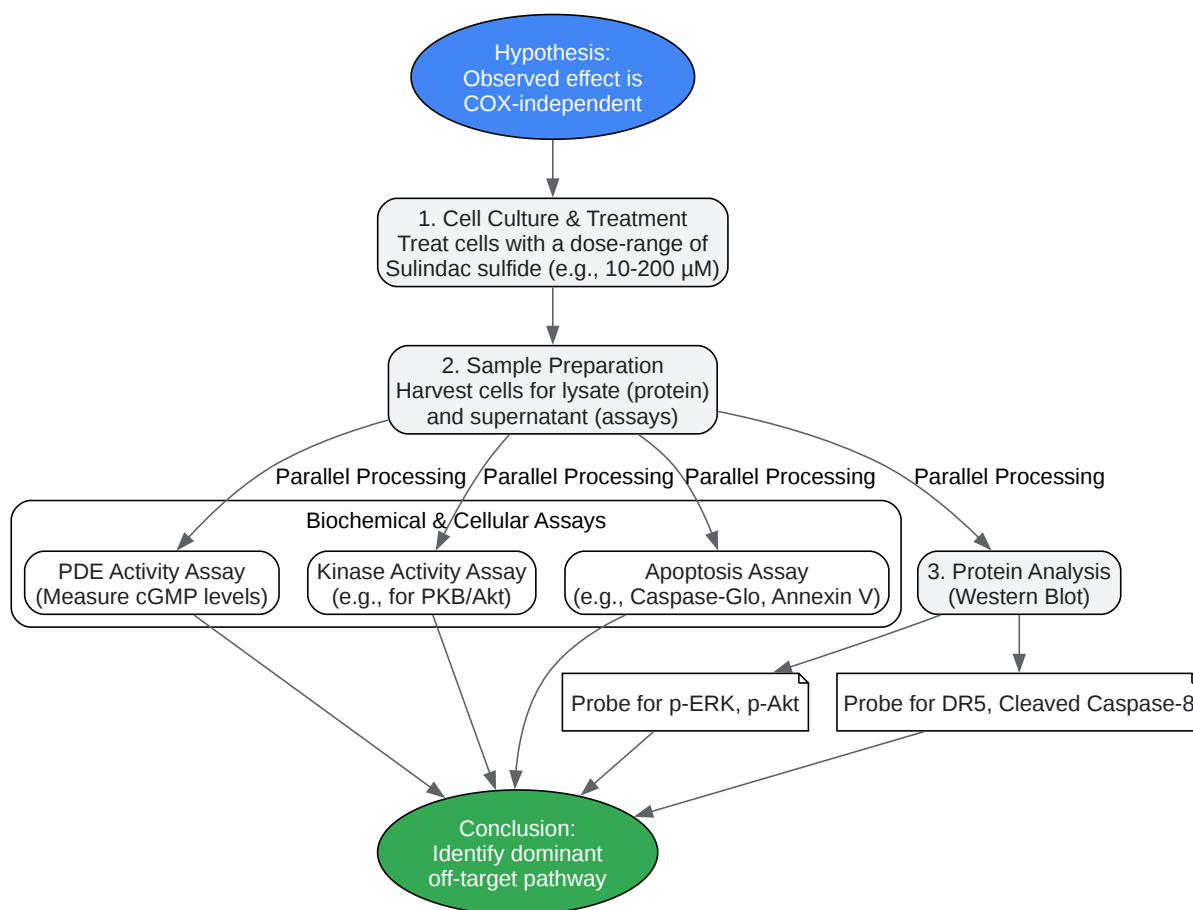 Hypothesis:
Observed effect is
COX-independent
1. Cell Culture & Treatment
Treat cells with a dose-range of
Sulindac sulfide (e.g., 10-200 µM)
2. Sample Preparation
Harvest cells for lysate (protein)
and supernatant (assays)
Parallel Processing
Parallel Processing
Parallel Processing
Parallel Processing
Biochemical & Cellular Assays
PDE Activity Assay
(Measure cGMP levels)
Kinase Activity Assay
(e.g., for PKB/Akt)
Apoptosis Assay
(e.g., Caspase-Glo, Annexin V)
3. Protein Analysis
(Western Blot)
Probe for p-ERK, p-Akt
Probe for DR5, Cleaved Caspase-8
Conclusion:
Identify dominant
off-target pathway